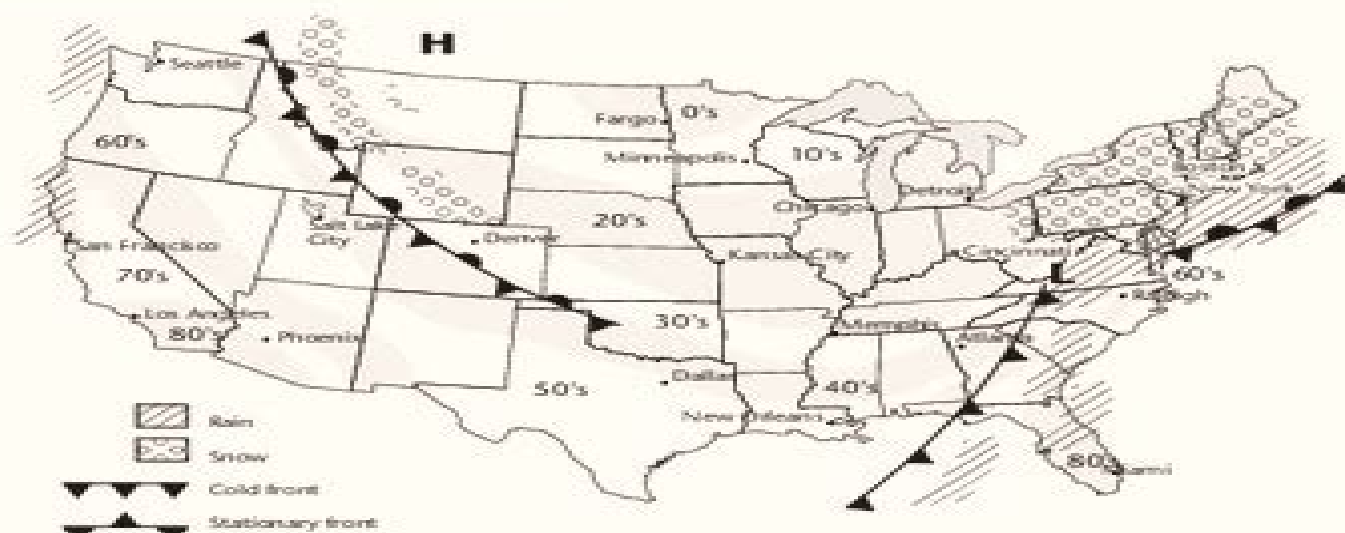 H
Seattle
Fargo
0's
60's
Minneapolis
10's
Detroit
Boston
New York
Chicago
20's
Salt Lake
City
Denver
San Francisco
Kansas City
Cincinnati
L
60's
70's
Raleigh
Los Angeles
80's
Phoenix
30's
Memphis
Atlanta
Dallas
50's
40's
New Orleans
Rain
Snow
80's
Miami
Cold front
Stationary front